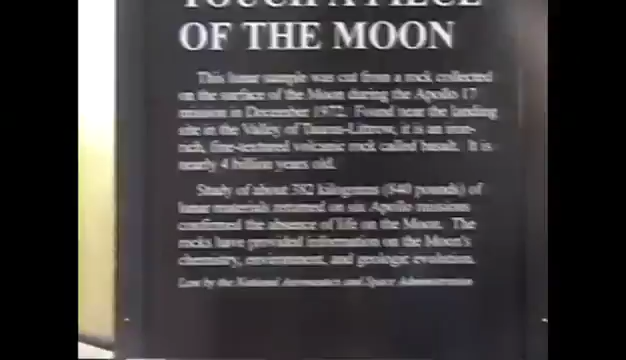 TOUCH A PIECE
OF THE MOON
This lunar sample was cut from a rock collected
on the surface of the Moon during the Apollo 17
mission in December 1972. Found near the landing
site in the Valley of Taurus-Littrow, it is an iron-
rich, fine-textured volcanic rock called basalt. It is
nearly 4 billion years old.
Study of about 382 kilograms (840 pounds) of
lunar materials returned on six Apollo missions
confirmed the absence of life on the Moon. The
rocks have provided information on the Moon's
chemistry, environment, and geologic evolution.
Lent by the National Aeronautics and Space Administration